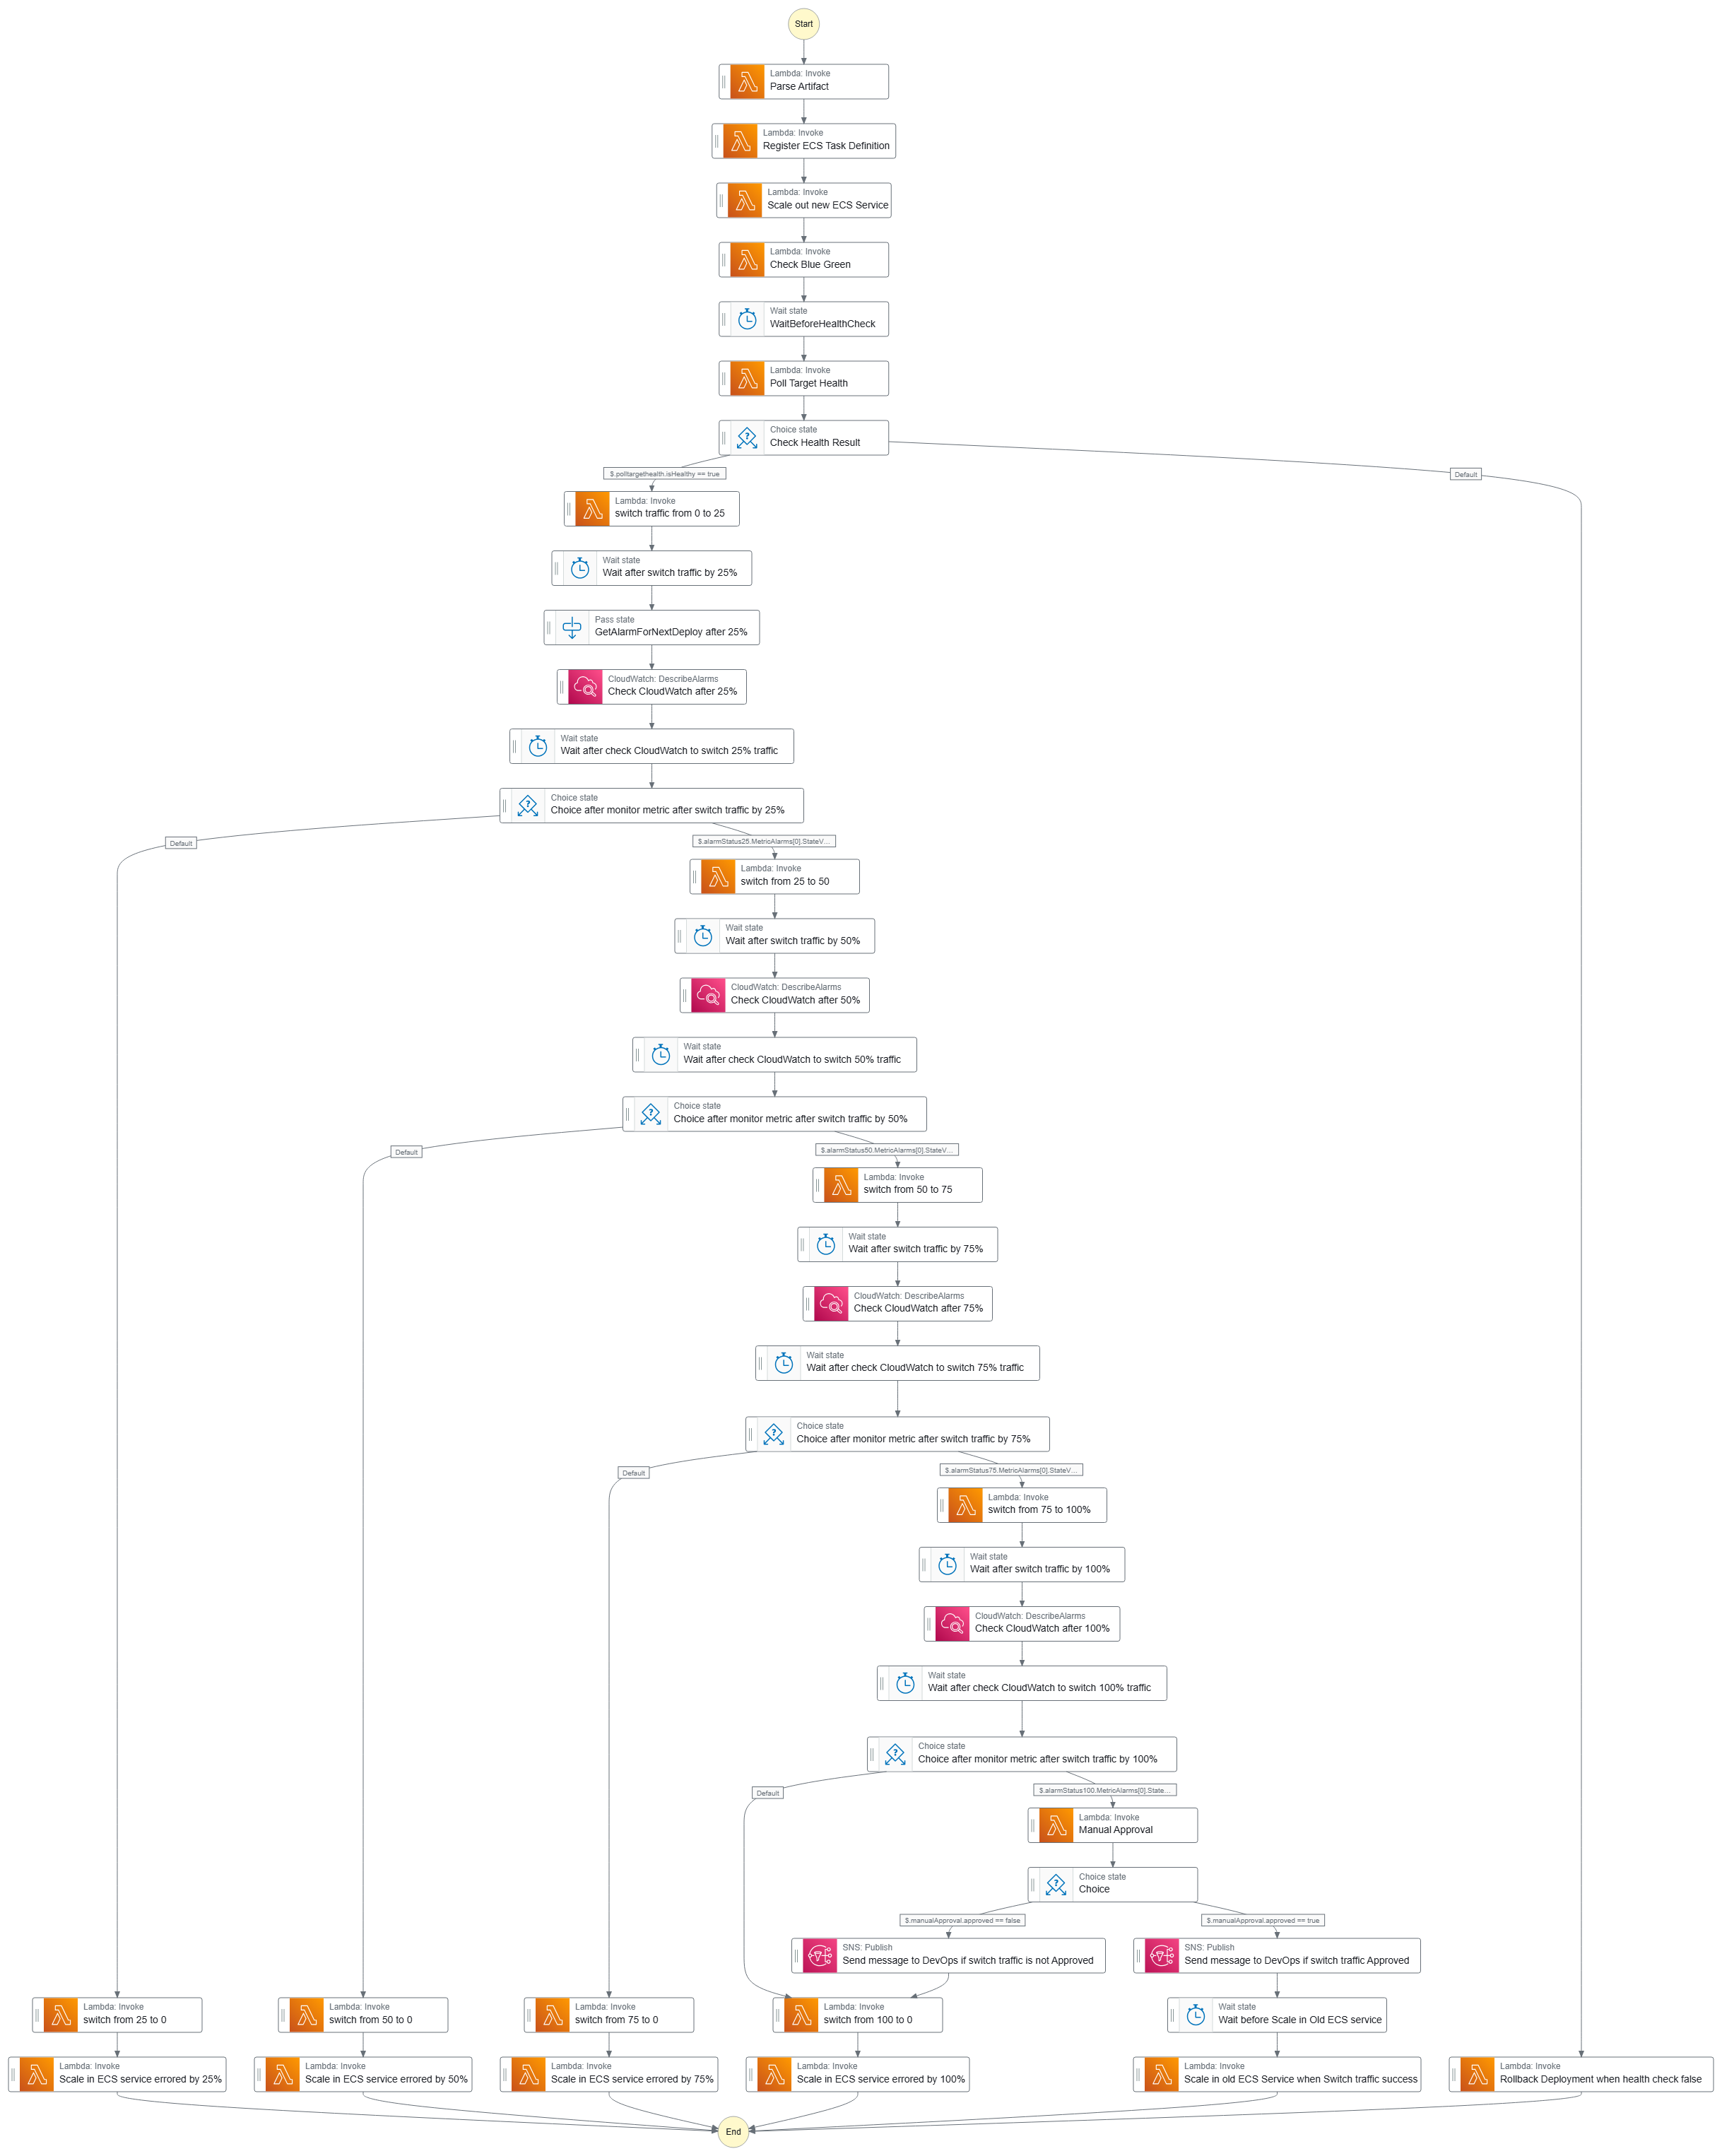 Start
Lambda: Invoke
Parse Artifact
Lambda: Invoke
Register ECS Task Definition
Lambda: Invoke
Scale out new ECS Service
Lambda: Invoke
Check Blue Green
Wait state
WaitBeforeHealthCheck
Lambda: Invoke
Poll Target Health
Choice state
Check Health Result
$.polltargethealth.isHealthy == true
Default
Lambda: Invoke
switch traffic from 0 to 25
Wait state
Wait after switch traffic by 25%
Pass state
GetAlarmForNextDeploy after 25%
CloudWatch: DescribeAlarms
Check CloudWatch after 25%
Wait state
Wait after check CloudWatch to switch 25% traffic
Choice state
Choice after monitor metric after switch traffic by 25%
Default
$.alarmStatus25.MetricAlarms[0].StateV...
Lambda: Invoke
switch from 25 to 50
Wait state
Wait after switch traffic by 50%
CloudWatch: DescribeAlarms
Check CloudWatch after 50%
Wait state
Wait after check CloudWatch to switch 50% traffic
Choice state
Choice after monitor metric after switch traffic by 50%
Default
$.alarmStatus50.MetricAlarms[0].StateV...
Lambda: Invoke
switch from 50 to 75
Wait state
Wait after switch traffic by 75%
CloudWatch: DescribeAlarms
Check CloudWatch after 75%
Wait state
Wait after check CloudWatch to switch 75% traffic
Choice state
Choice after monitor metric after switch traffic by 75%
Default
$.alarmStatus75.MetricAlarms[0].StateV...
Lambda: Invoke
switch from 75 to 100%
Wait state
Wait after switch traffic by 100%
CloudWatch: DescribeAlarms
Check CloudWatch after 100%
Wait state
Wait after check CloudWatch to switch 100% traffic
Choice state
Choice after monitor metric after switch traffic by 100%
Default
$.alarmStatus100.MetricAlarms[0].State...
Lambda: Invoke
Manual Approval
Choice state
Choice
$.manualApproval.approved == false
$.manualApproval.approved == true
SNS: Publish
Send message to DevOps if switch traffic is not Approved
SNS: Publish
Send message to DevOps if switch traffic Approved
Lambda: Invoke
switch from 25 to 0
Lambda: Invoke
switch from 50 to 0
Lambda: Invoke
switch from 75 to 0
Lambda: Invoke
switch from 100 to 0
Wait state
Wait before Scale in Old ECS service
Lambda: Invoke
Scale in ECS service errored by 25%
Lambda: Invoke
Scale in ECS service errored by 50%
Lambda: Invoke
Scale in ECS service errored by 75%
Lambda: Invoke
Scale in ECS service errored by 100%
Lambda: Invoke
Scale in old ECS Service when Switch traffic success
Lambda: Invoke
Rollback Deployment when health check false
End